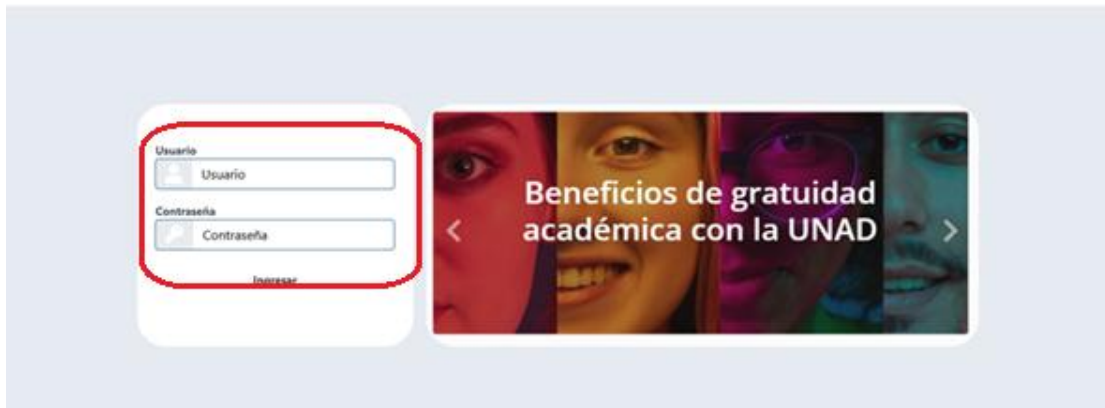 Usuario
Usuario
Contraseña
Contraseña
Ingresar
Beneficios de gratuidad
académica con la UNAD